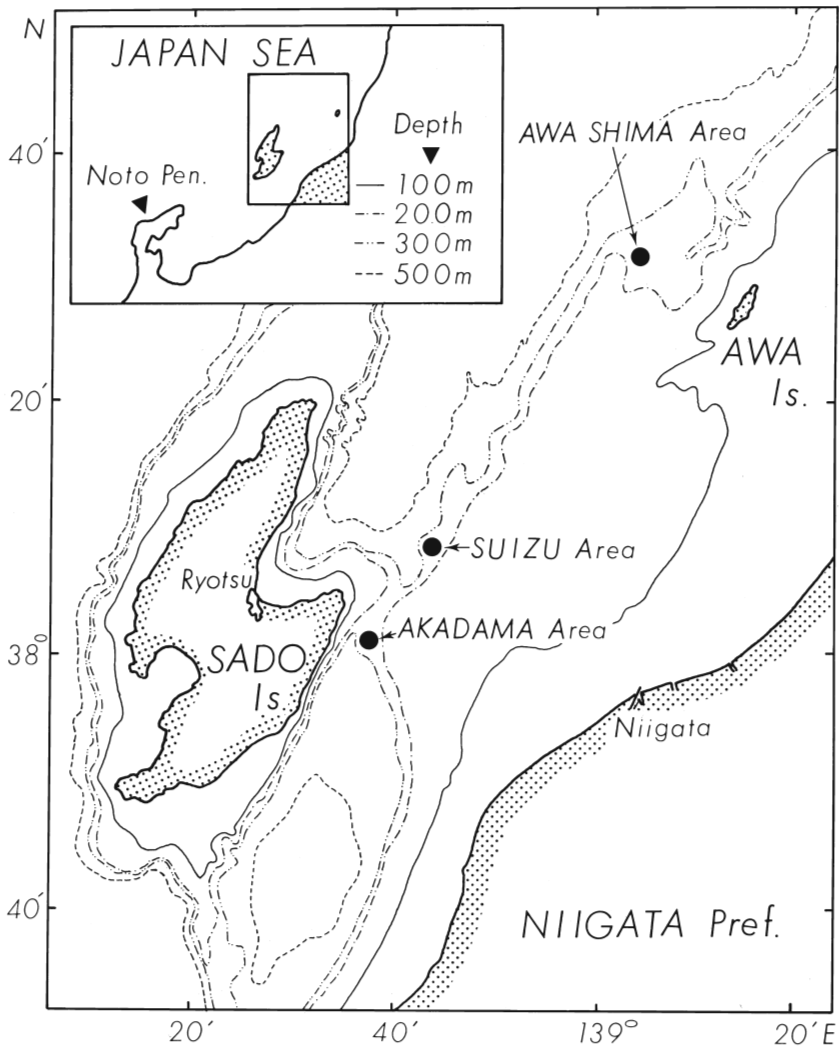 N
JAPAN SEA
Depth
▼
Noto Pen.
▼
100m
200m
300m
500m
40′
AWA SHIMA Area
AWA
Is.
20′
SUIZU Area
Ryotsu
AKADAMA Area
38°
SADO
Is.
Niigata
40′
NIIGATA Pref.
20′
40′
139°
20′E